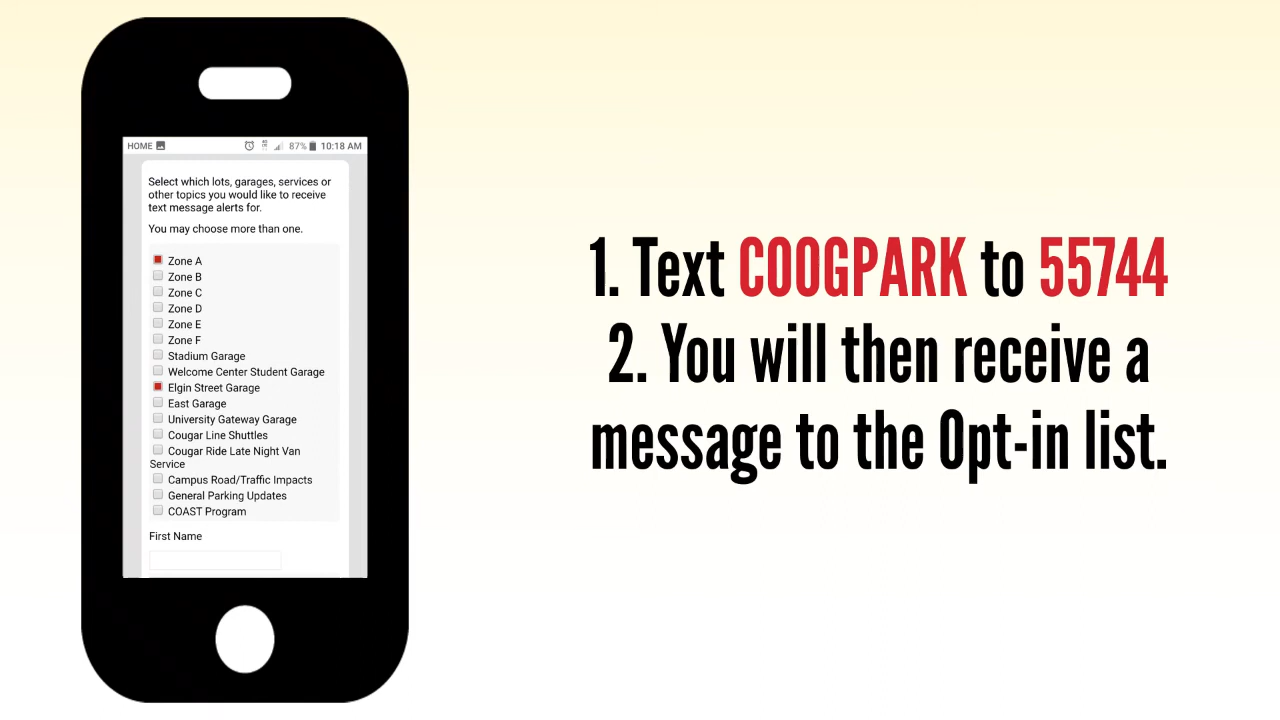 HOME 87% 10:18 AM
Select which lots, garages, services or
other topics you would like to receive
text message alerts for.
You may choose more than one.
Zone A
Zone B
Zone C
Zone D
Zone E
Zone F
Stadium Garage
Welcome Center Student Garage
Elgin Street Garage
East Garage
University Gateway Garage
Cougar Line Shuttles
Cougar Ride Late Night Van
Service
Campus Road/Traffic Impacts
General Parking Updates
COAST Program
First Name
1. Text COOGPARK to 55744
2. You will then receive a
message to the Opt-in list.